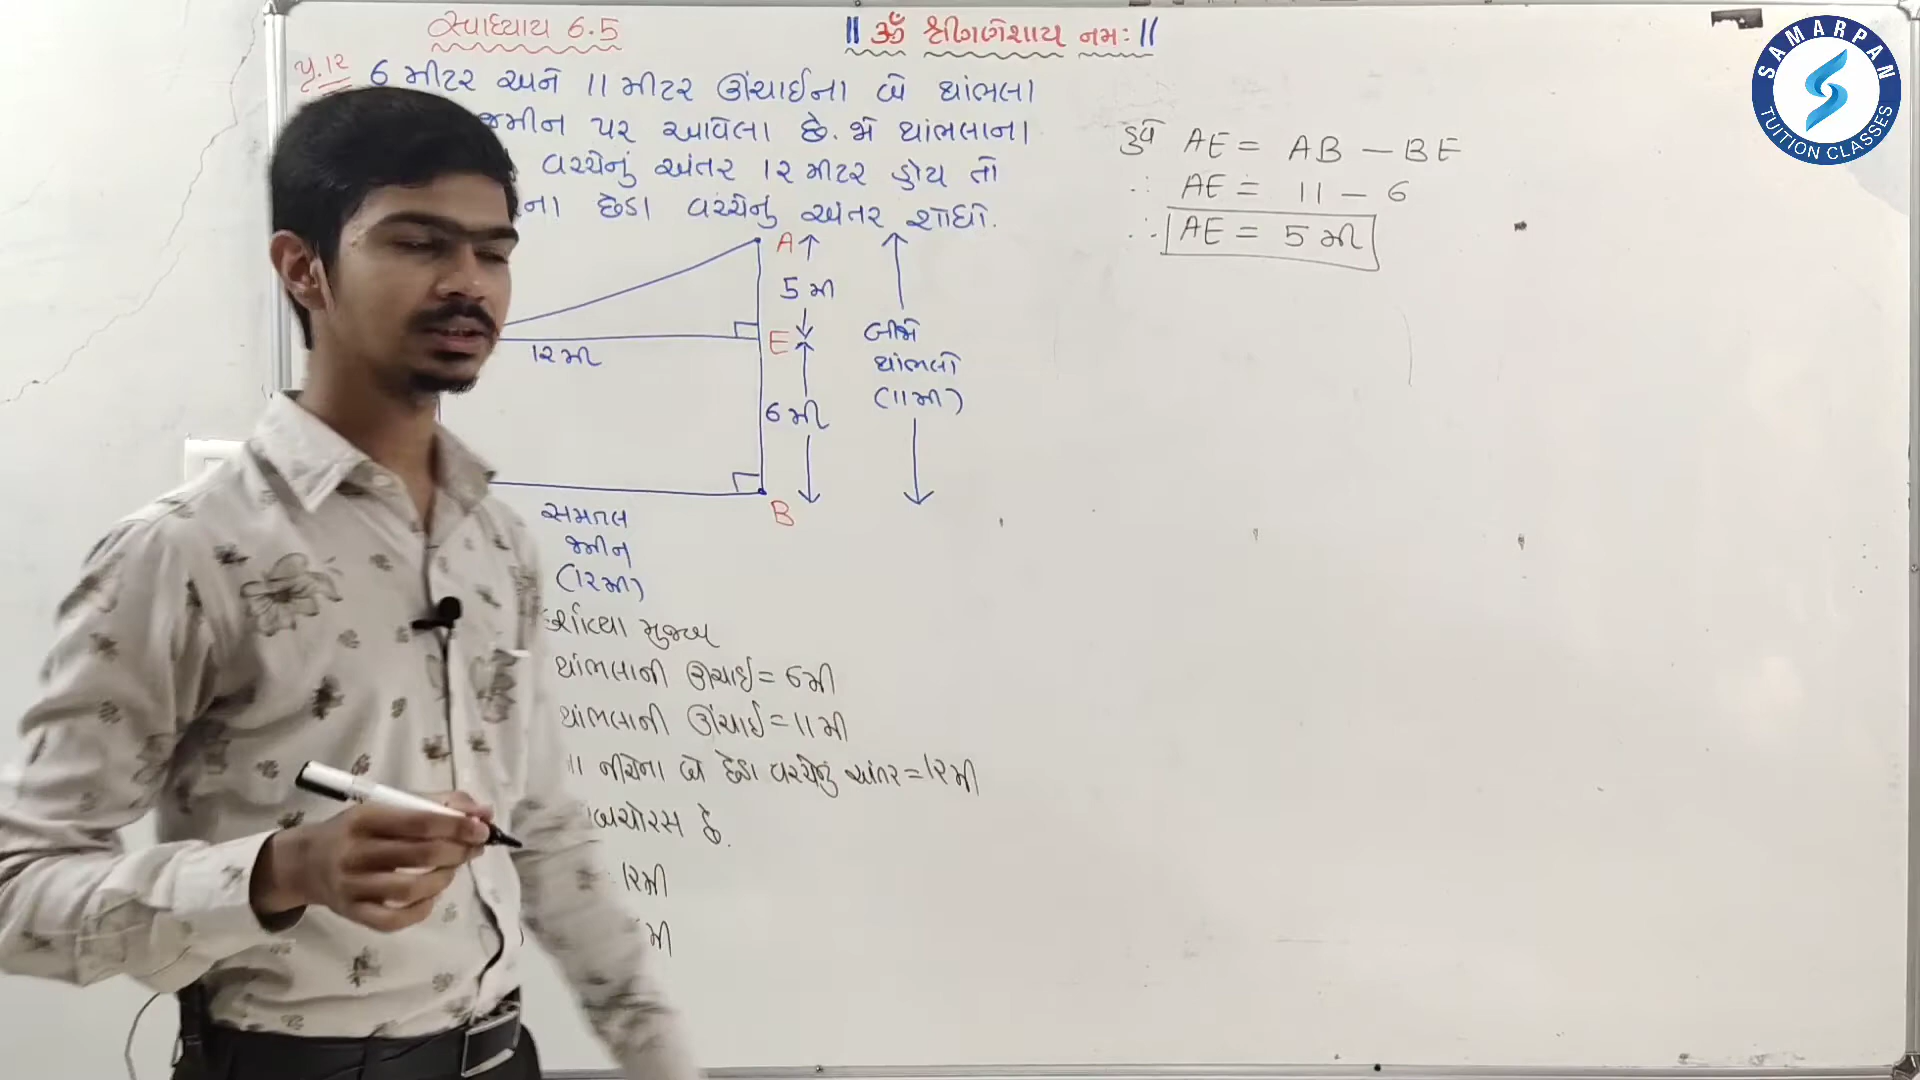 સ્વાધ્યાય 6.5
|| ૐ શ્રી ગણેશાય નમઃ ||
પ્ર.12 6 મીટર અને 11 મીટર ઊંચાઈના બે થાંભલા
જમીન પર આવેલા છે. જો થાંભલાના
વચ્ચેનું અંતર 12 મીટર હોય તો
ના છેડા વચ્ચેનું અંતર શોધો.
A
5 મી
E
12 મી
6 મી
B
બીજો
થાંભલો
(11 મી)
સમતલ
જમીન
(12 મી)
મુજબ
થાંભલાની ઊંચાઈ = 6 મી
થાંભલાની ઊંચાઈ = 11 મી
નીચેના બે છેડા વચ્ચેનું અંતર = 12 મી
છે.
12 મી
મી
હવે AE = AB - BE
∴ AE = 11 - 6
∴ AE = 5 મી
SAMARPAN
TUITION CLASSES